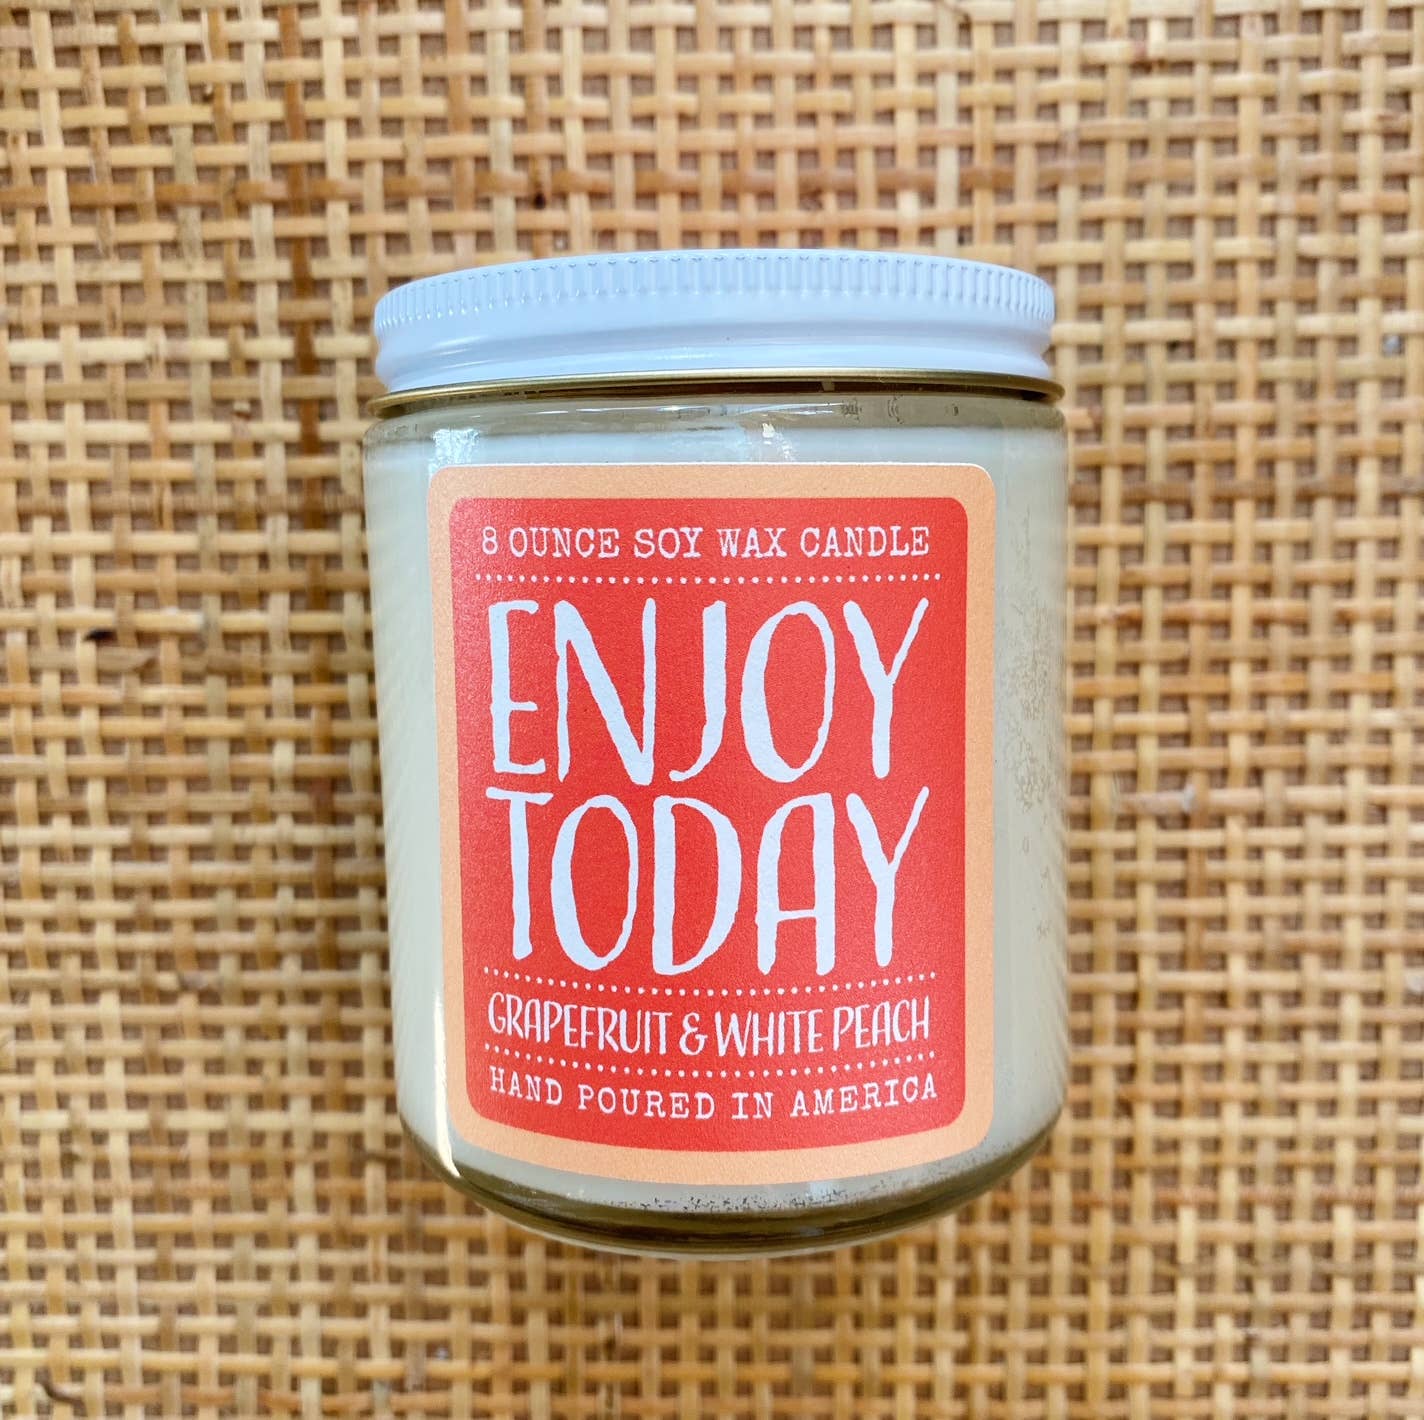 8 OUNCE SOY WAX CANDLE
ENJOY
TODAY
GRAPEFRUIT & WHITE PEACH
HAND POURED IN AMERICA